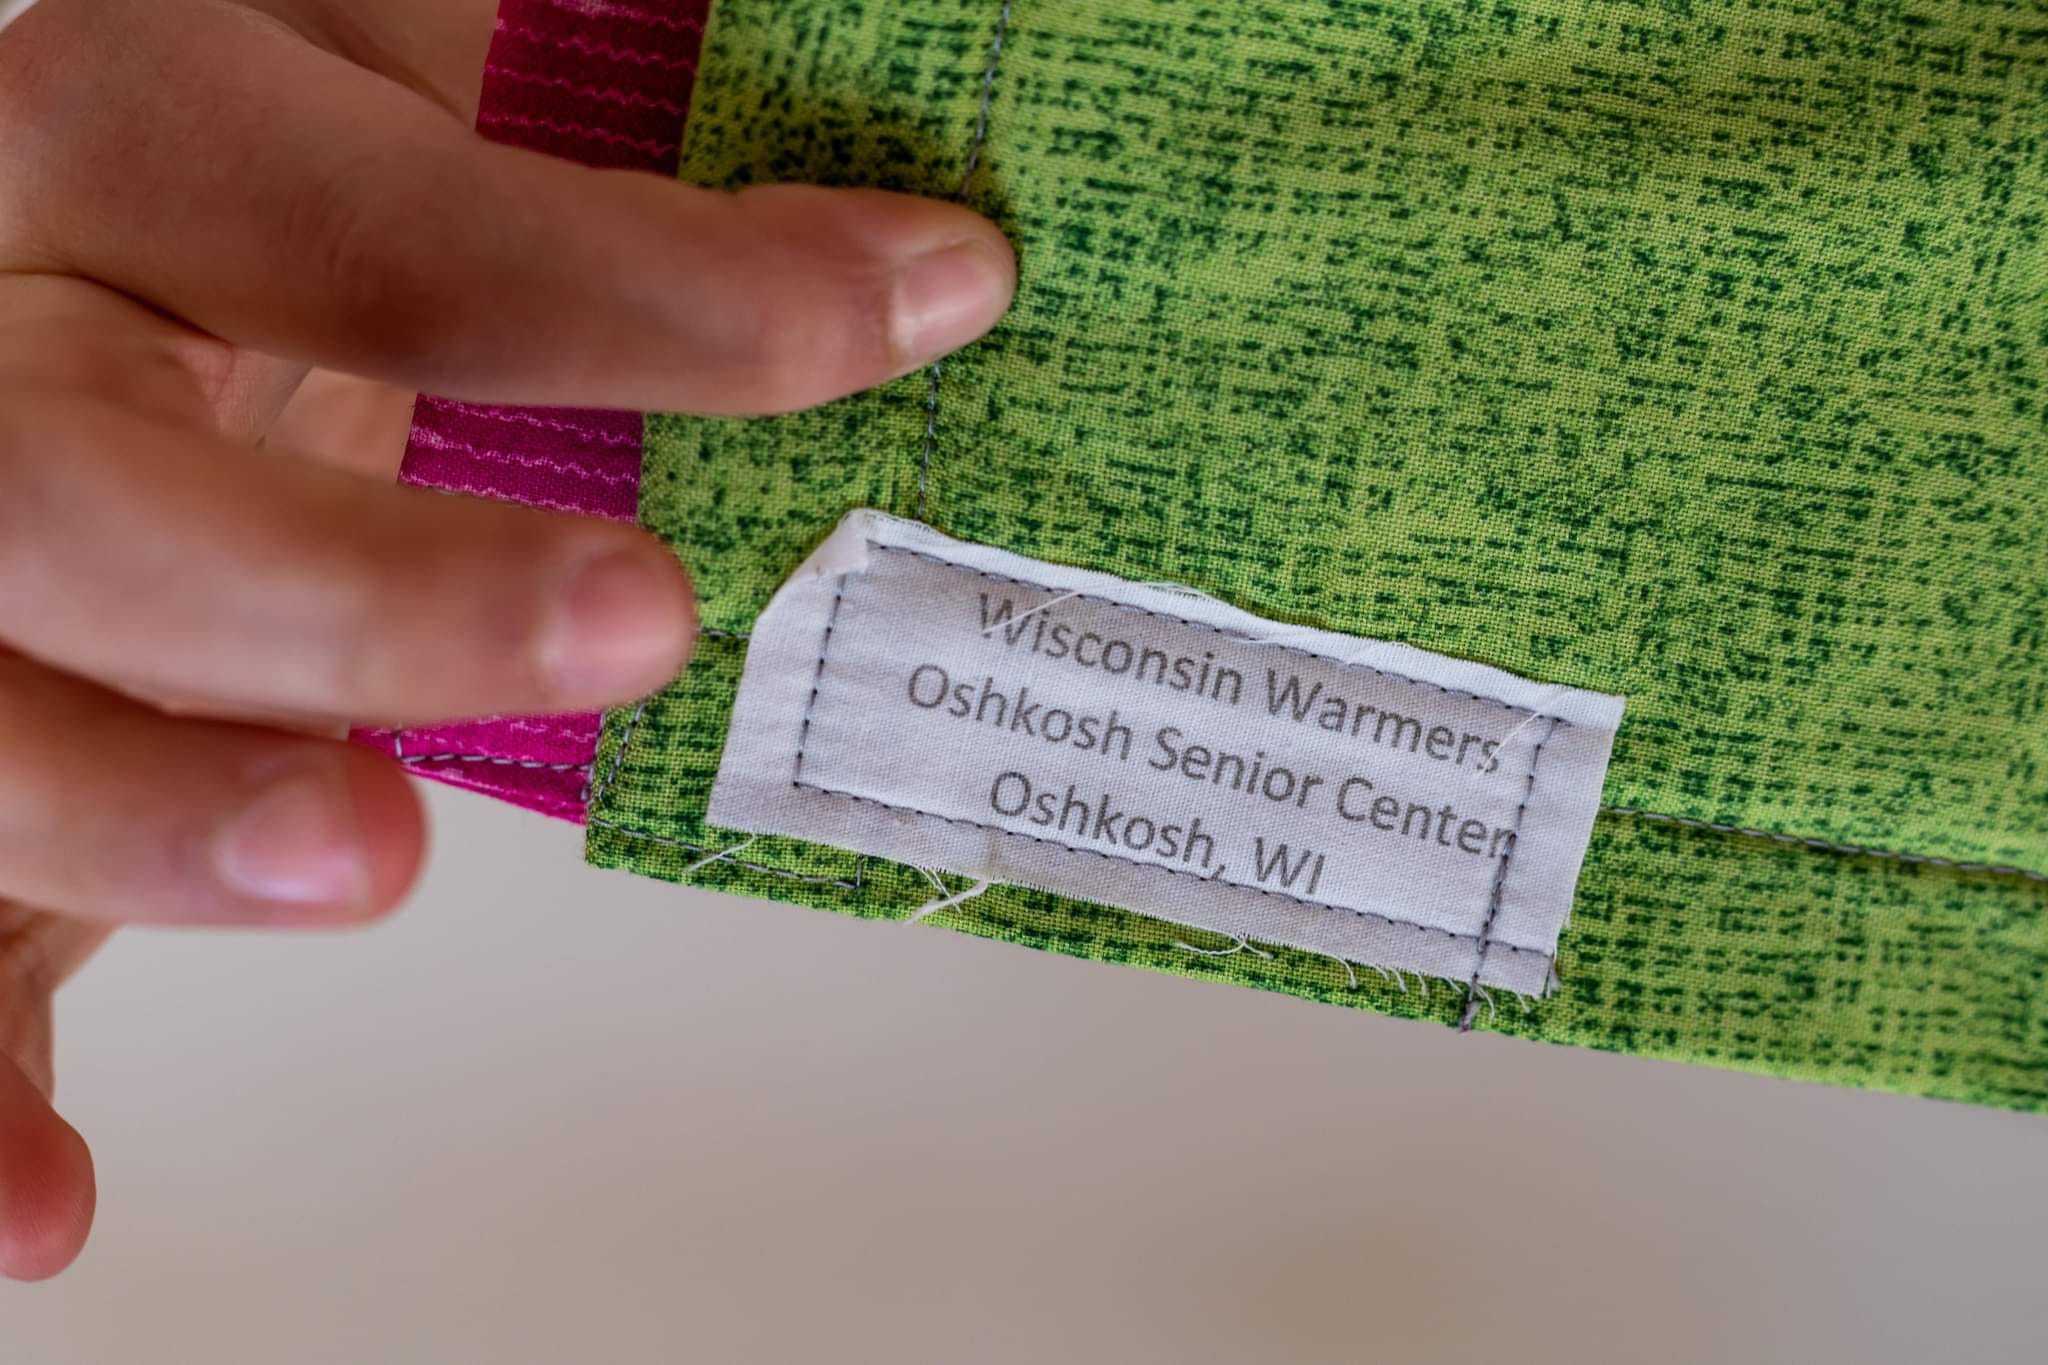 Wisconsin Warmers
Oshkosh Senior Center
Oshkosh, WI